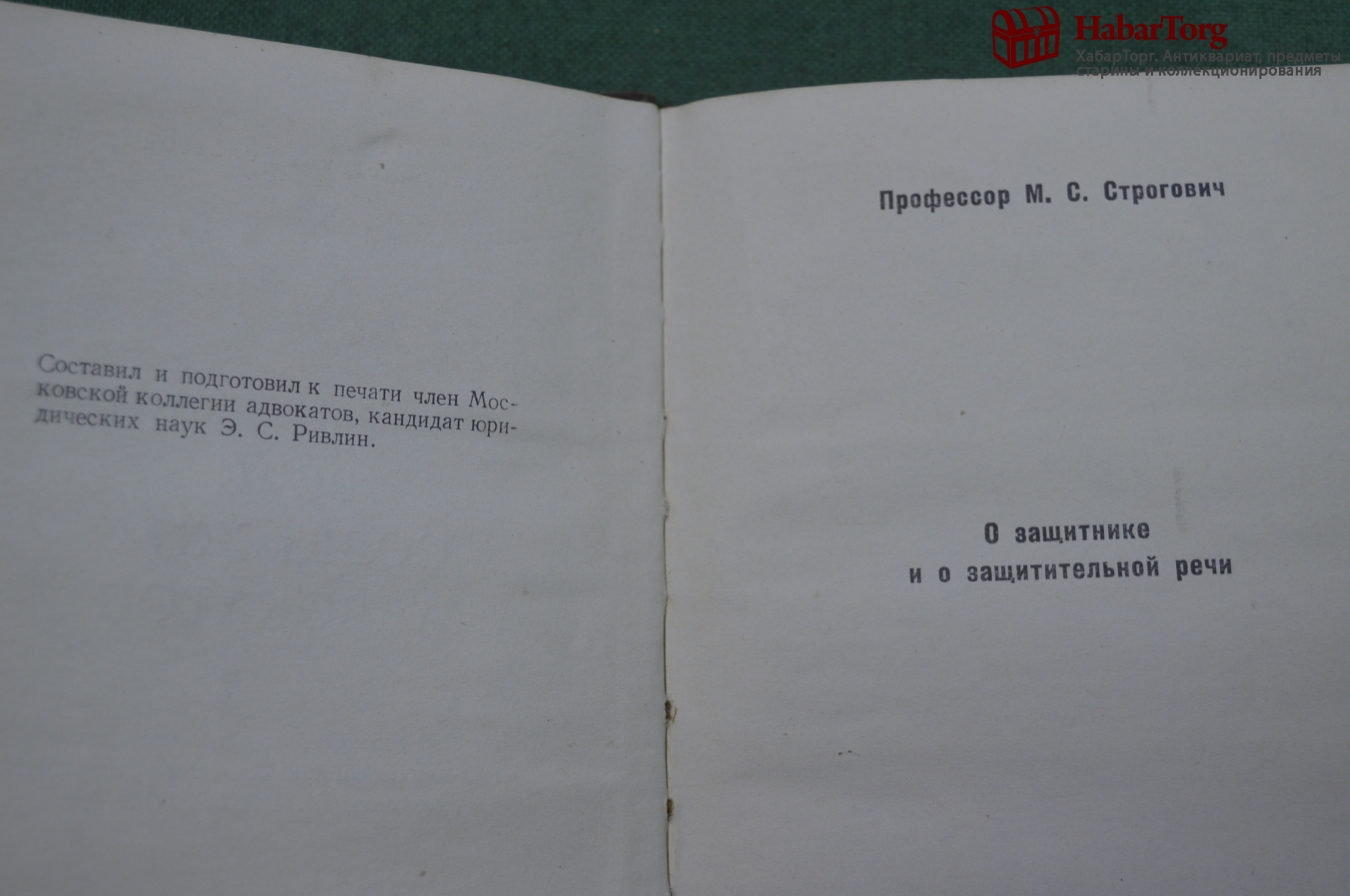 HabarTorg
ХабарТорг. Антиквариат, предметы
старины и коллекционирования
Составил и подготовил к печати член Мос-
ковской коллегии адвокатов, кандидат юри-
дических наук Э. С. Ривлин.
Профессор М. С. Строгович
О защитнике
и о защитительной речи